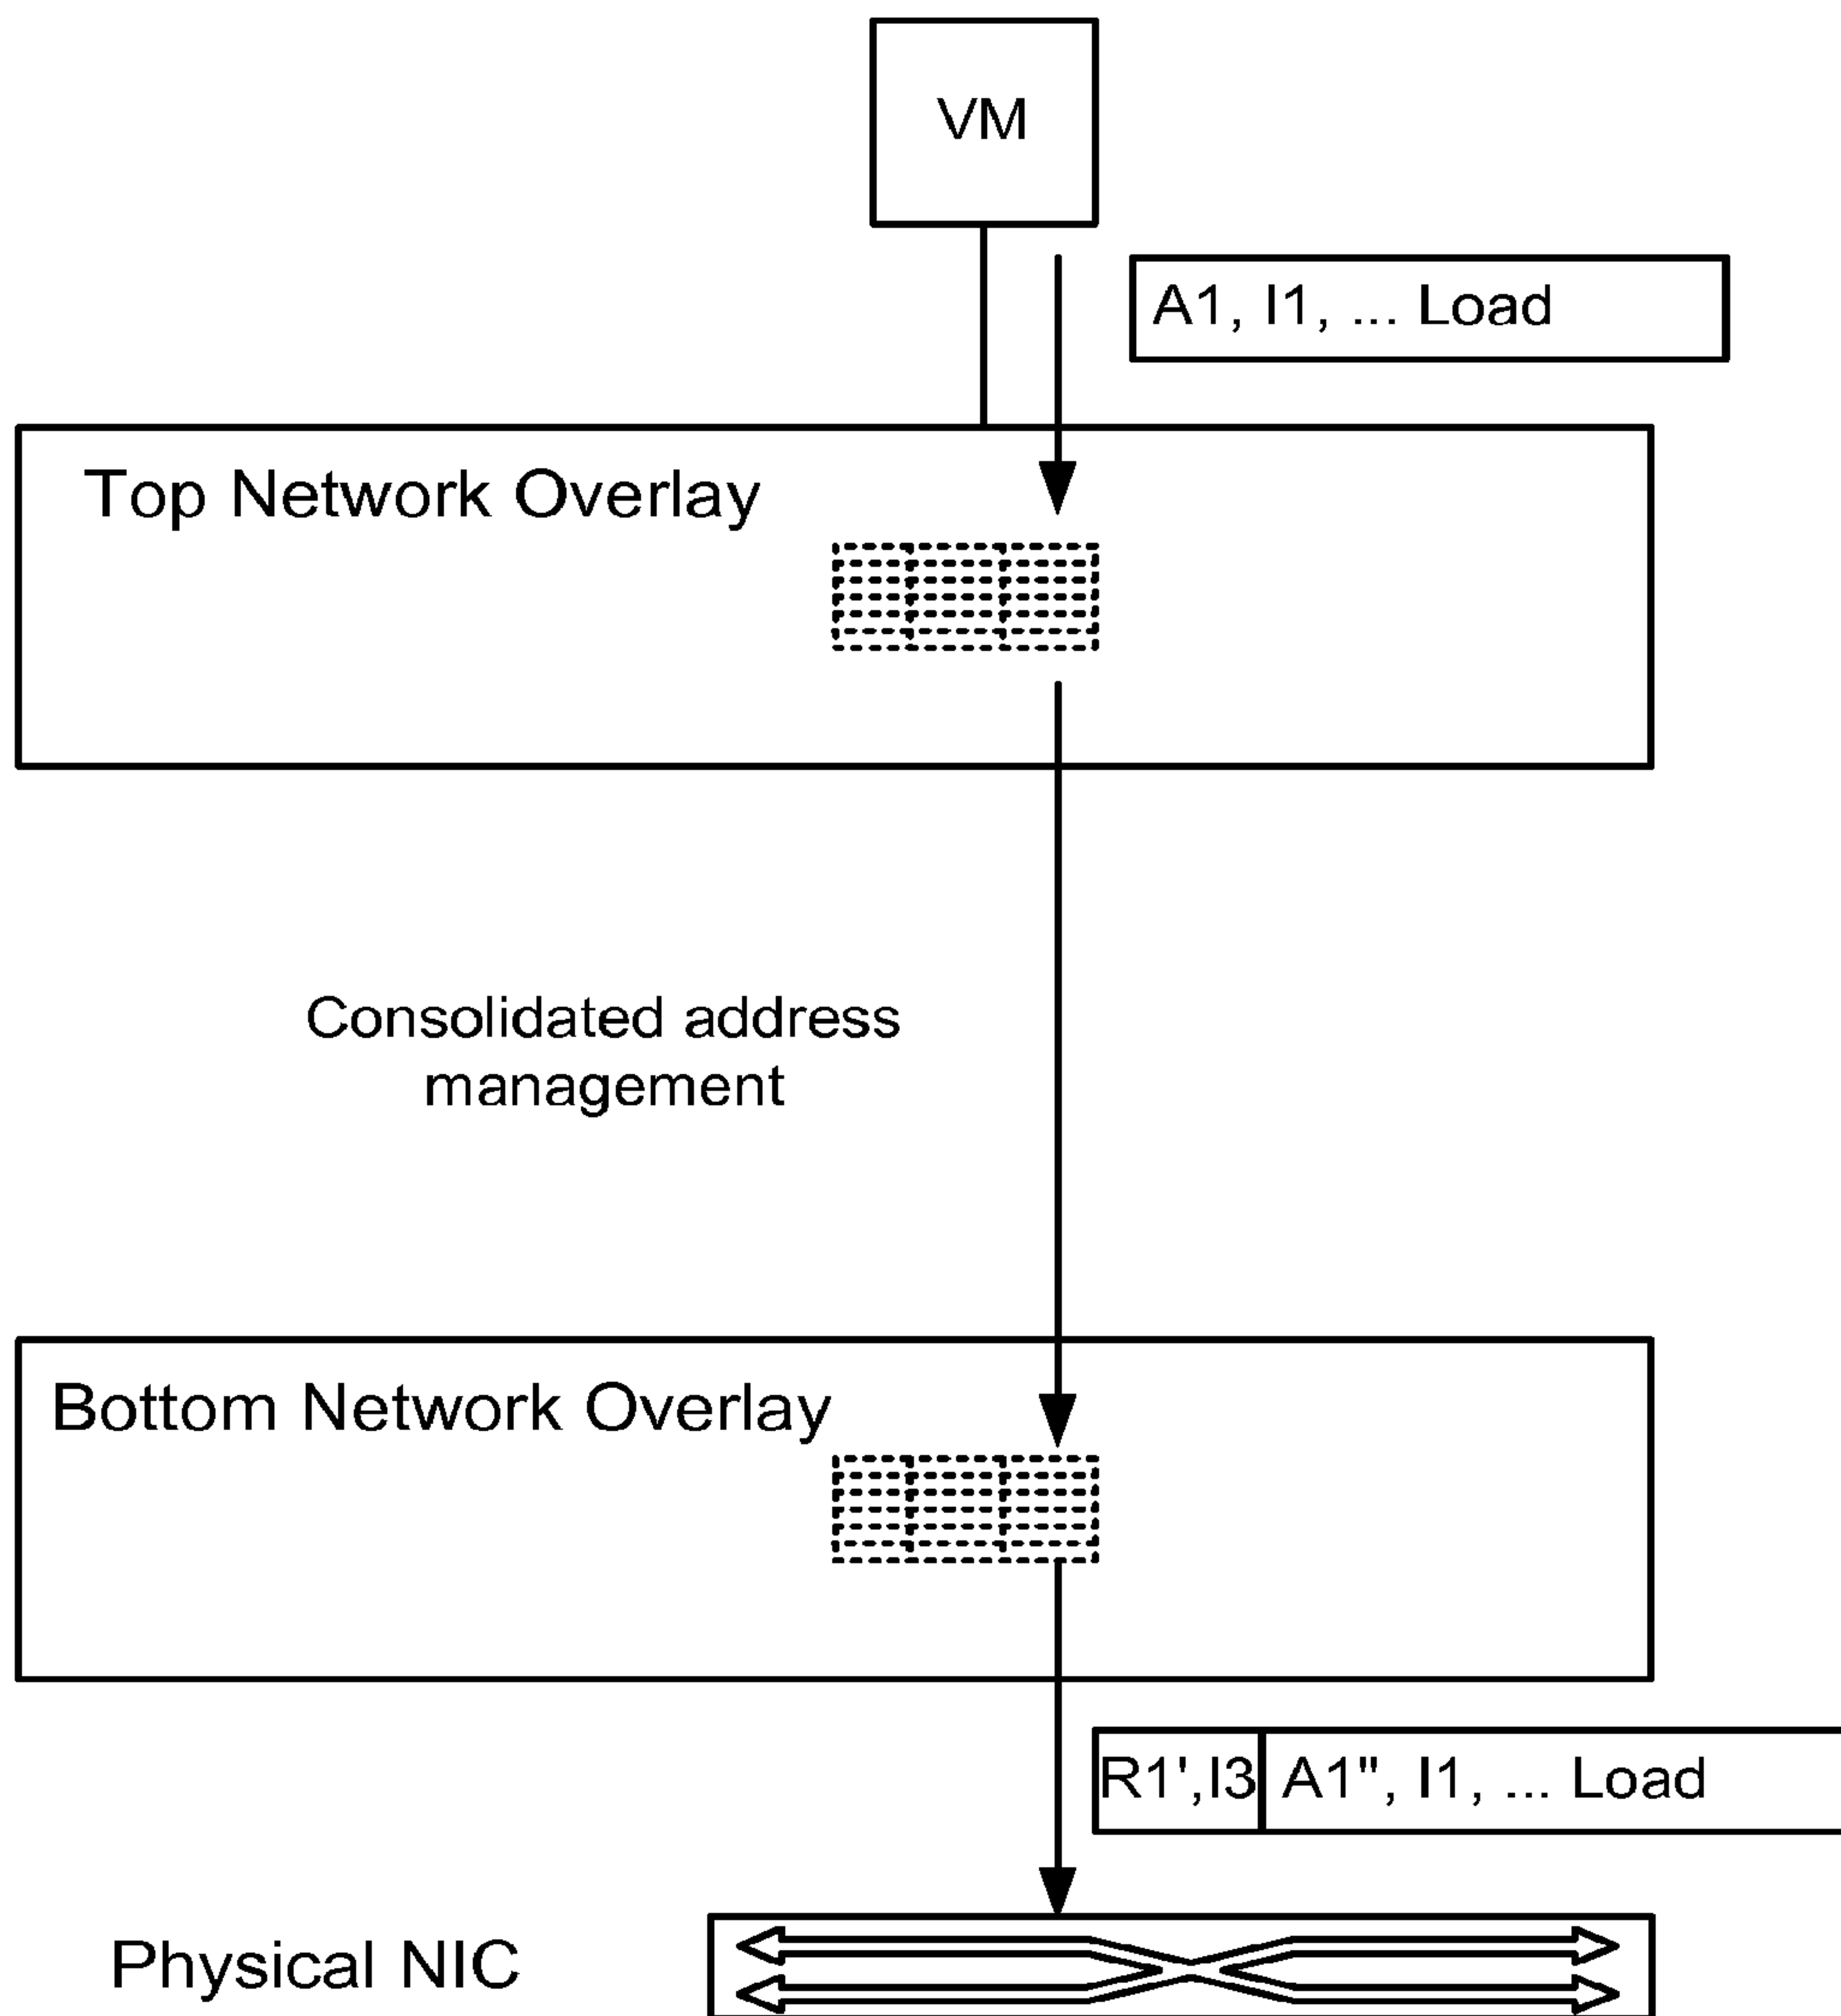 VM
A1, I1, ... Load
Top Network Overlay
Consolidated address
management
Bottom Network Overlay
R1',I3 A1", I1, ... Load
Physical NIC